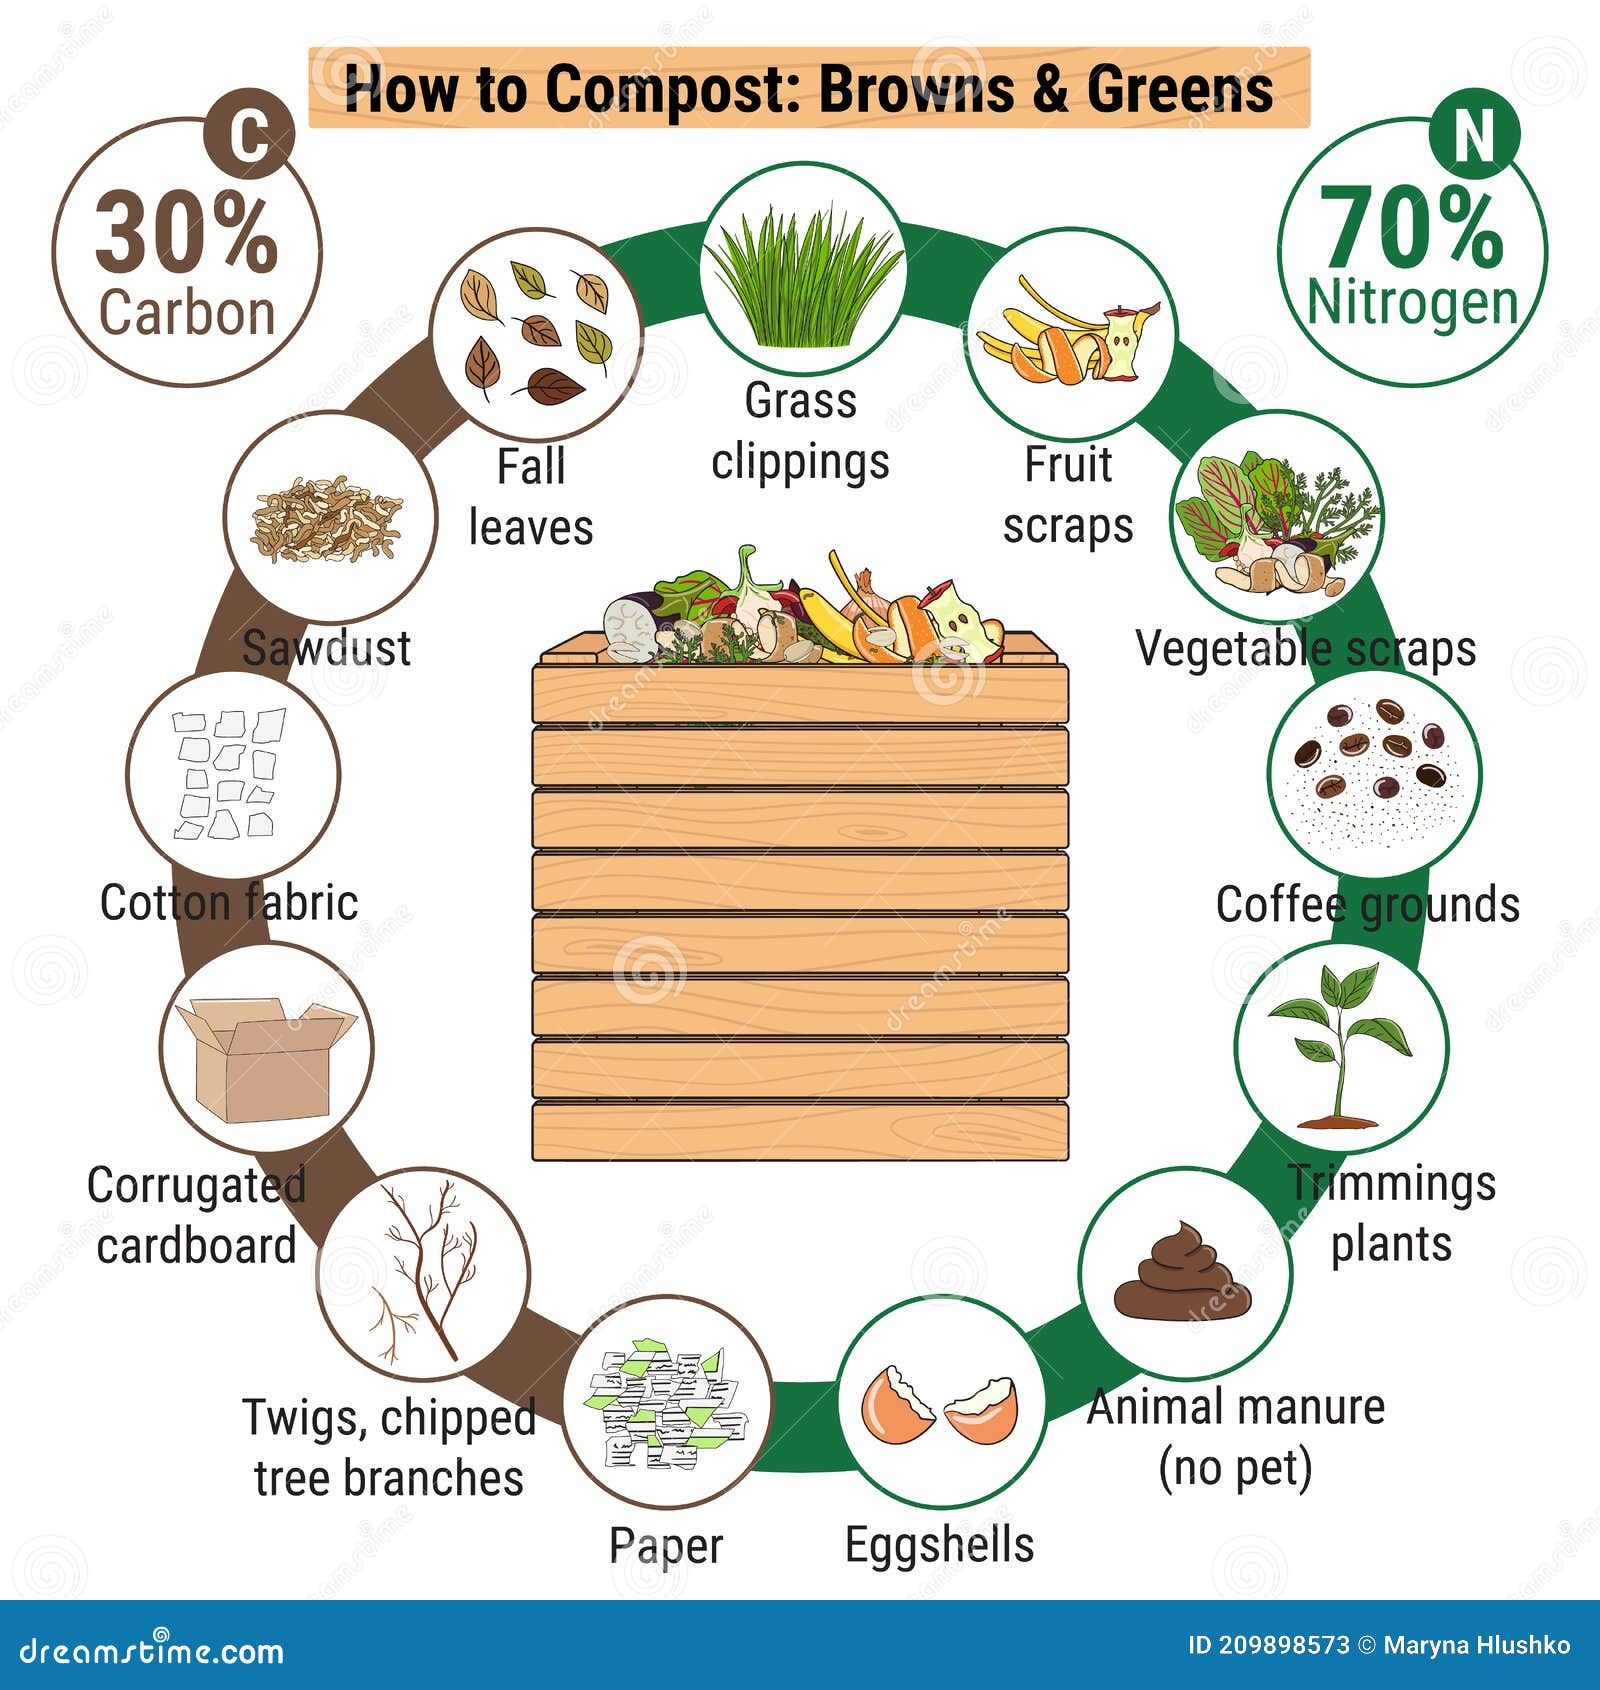 How to Compost: Browns & Greens
C
30%
Carbon
N
70%
Nitrogen
Grass
clippings
Fall
leaves
Fruit
scraps
Sawdust
Vegetable scraps
Cotton fabric
Coffee grounds
Corrugated
cardboard
Trimmings
plants
Twigs, chipped
tree branches
Animal manure
(no pet)
Paper
Eggshells
dreamstime.com
ID 209898573 © Maryna Hlushko